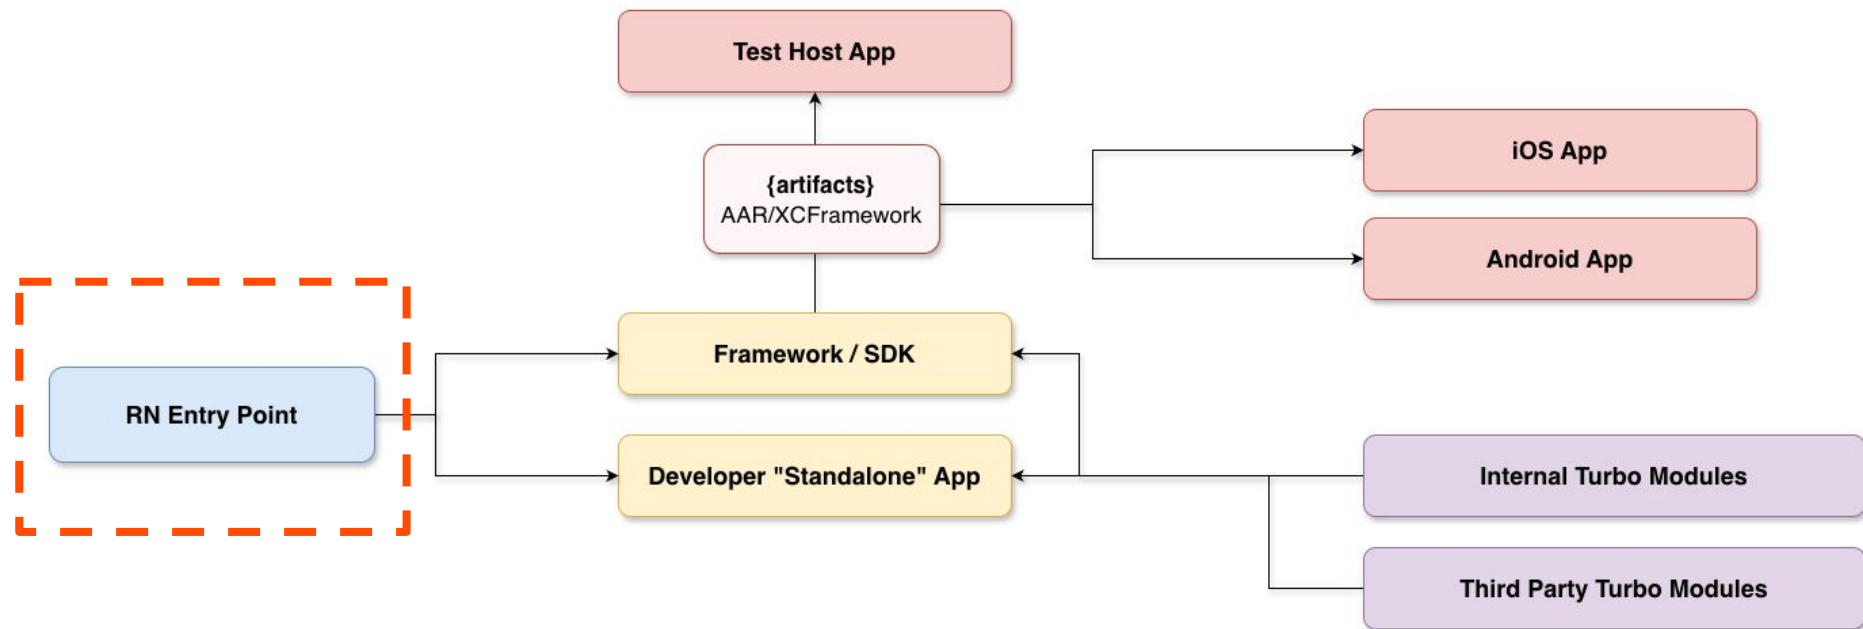 Test Host App
{artifacts}
AAR/XCFramework
iOS App
Android App
Framework / SDK
RN Entry Point
Developer "Standalone" App
Internal Turbo Modules
Third Party Turbo Modules